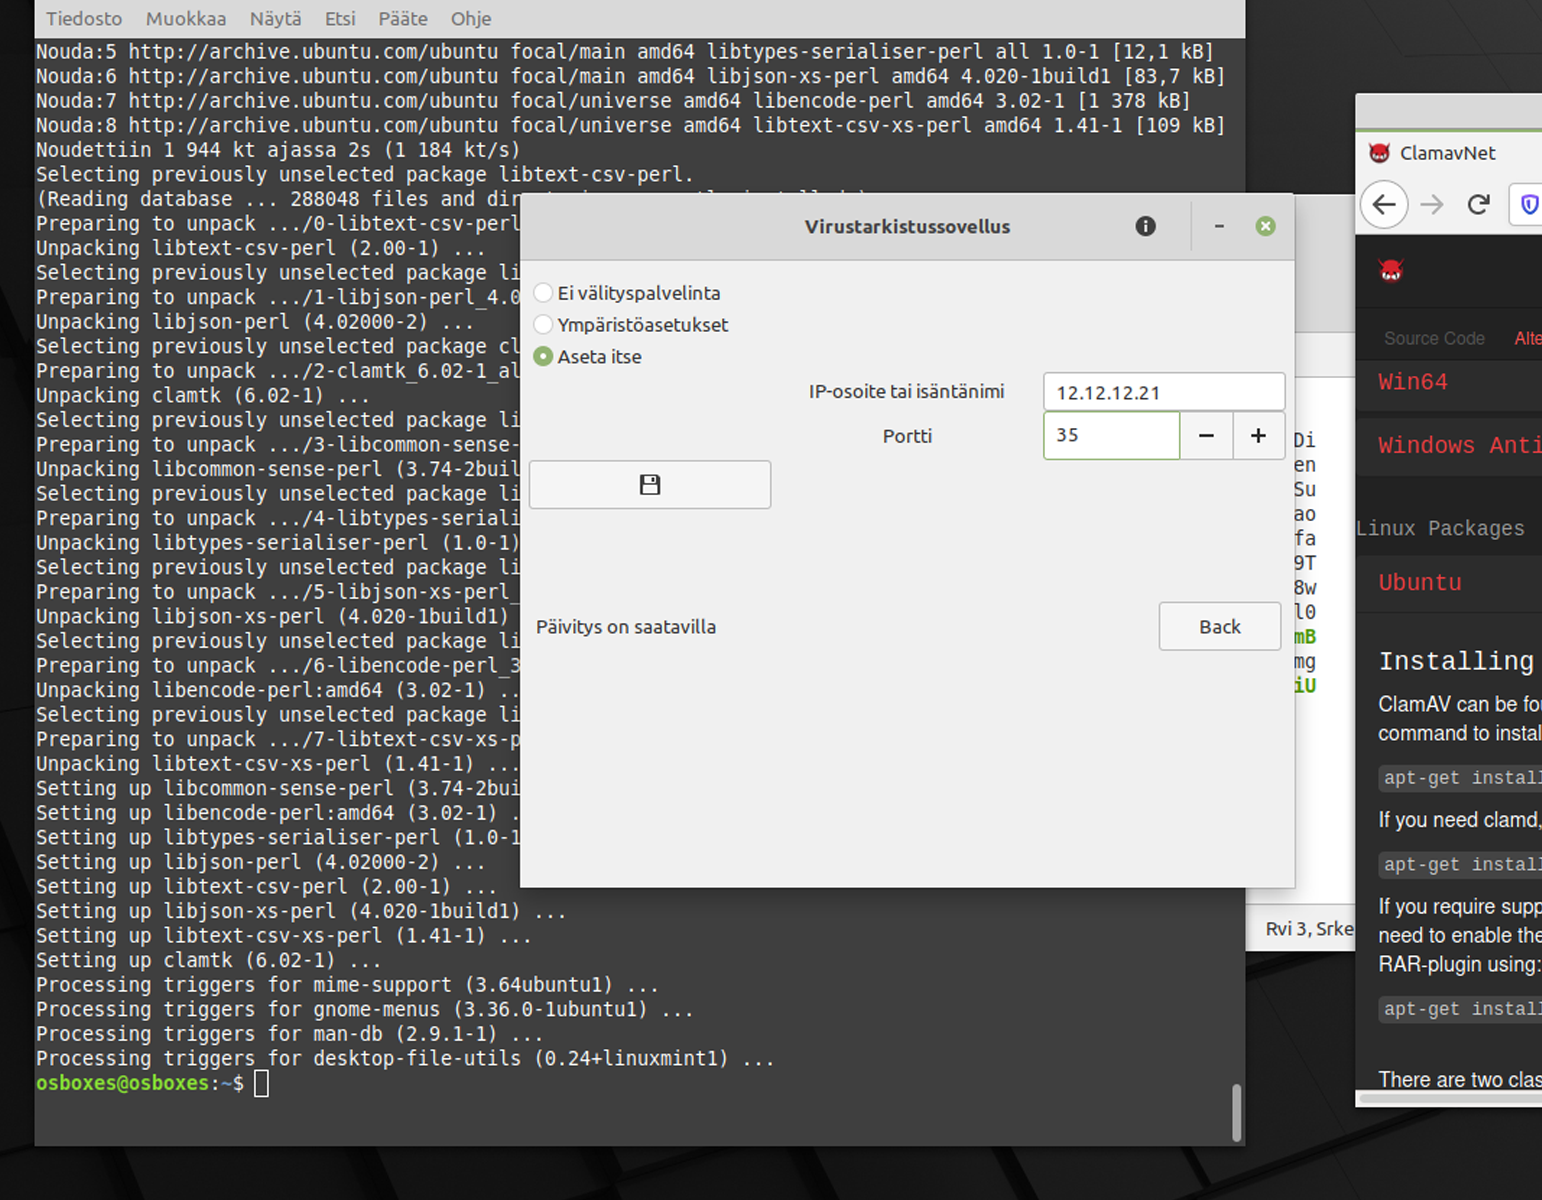 Tiedosto Muokkaa Näytä Etsi Pääte Ohje
Nouda:5 http://archive.ubuntu.com/ubuntu focal/main amd64 libtypes-serialiser-perl all 1.0-1 [12,1 kB]
Nouda:6 http://archive.ubuntu.com/ubuntu focal/main amd64 libjson-xs-perl amd64 4.020-1build1 [83,7 kB]
Nouda:7 http://archive.ubuntu.com/ubuntu focal/universe amd64 libencode-perl amd64 3.02-1 [1 378 kB]
Nouda:8 http://archive.ubuntu.com/ubuntu focal/universe amd64 libtext-csv-xs-perl amd64 1.41-1 [109 kB]
Noudettiin 1 944 kt ajassa 2s (1 184 kt/s)
Selecting previously unselected package libtext-csv-perl.
(Reading database ... 288048 files and dir
Preparing to unpack .../0-libtext-csv-perl
Unpacking libtext-csv-perl (2.00-1) ...
Selecting previously unselected package li
Preparing to unpack .../1-libjson-perl_4.0
Unpacking libjson-perl (4.02000-2) ...
Selecting previously unselected package cl
Preparing to unpack .../2-clamtk_6.02-1_al
Unpacking clamtk (6.02-1) ...
Selecting previously unselected package li
Preparing to unpack .../3-libcommon-sense-
Unpacking libcommon-sense-perl (3.74-2buil
Selecting previously unselected package li
Preparing to unpack .../4-libtypes-seriali
Unpacking libtypes-serialiser-perl (1.0-1)
Selecting previously unselected package li
Preparing to unpack .../5-libjson-xs-perl_
Unpacking libjson-xs-perl (4.020-1build1)
Selecting previously unselected package li
Preparing to unpack .../6-libencode-perl_3
Unpacking libencode-perl:amd64 (3.02-1) ..
Selecting previously unselected package li
Preparing to unpack .../7-libtext-csv-xs-p
Unpacking libtext-csv-xs-perl (1.41-1) ...
Setting up libcommon-sense-perl (3.74-2bui
Setting up libencode-perl:amd64 (3.02-1) .
Setting up libtypes-serialiser-perl (1.0-1
Setting up libjson-perl (4.02000-2) ...
Setting up libtext-csv-perl (2.00-1) ...
Setting up libjson-xs-perl (4.020-1build1) ...
Setting up libtext-csv-xs-perl (1.41-1) ...
Setting up clamtk (6.02-1) ...
Processing triggers for mime-support (3.64ubuntu1) ...
Processing triggers for gnome-menus (3.36.0-1ubuntu1) ...
Processing triggers for man-db (2.9.1-1) ...
Processing triggers for desktop-file-utils (0.24+linuxmint1) ...
osboxes@osboxes:~$
Virustarkistussovellus
Ei välityspalvelinta
Ympäristöasetukset
Aseta itse
IP-osoite tai isäntänimi
12.12.12.21
Portti
35
− +
Päivitys on saatavilla
Back
Di
en
Su
ao
fa
9T
8w
l0
mB
mg
iU
Rvi 3, Srke
ClamavNet
Source Code Alte
Win64
Windows Anti
Linux Packages
Ubuntu
Installing
ClamAV can be fou
command to instal
apt-get install
If you need clamd,
apt-get install
If you require supp
need to enable the
RAR-plugin using:
apt-get install
There are two clas